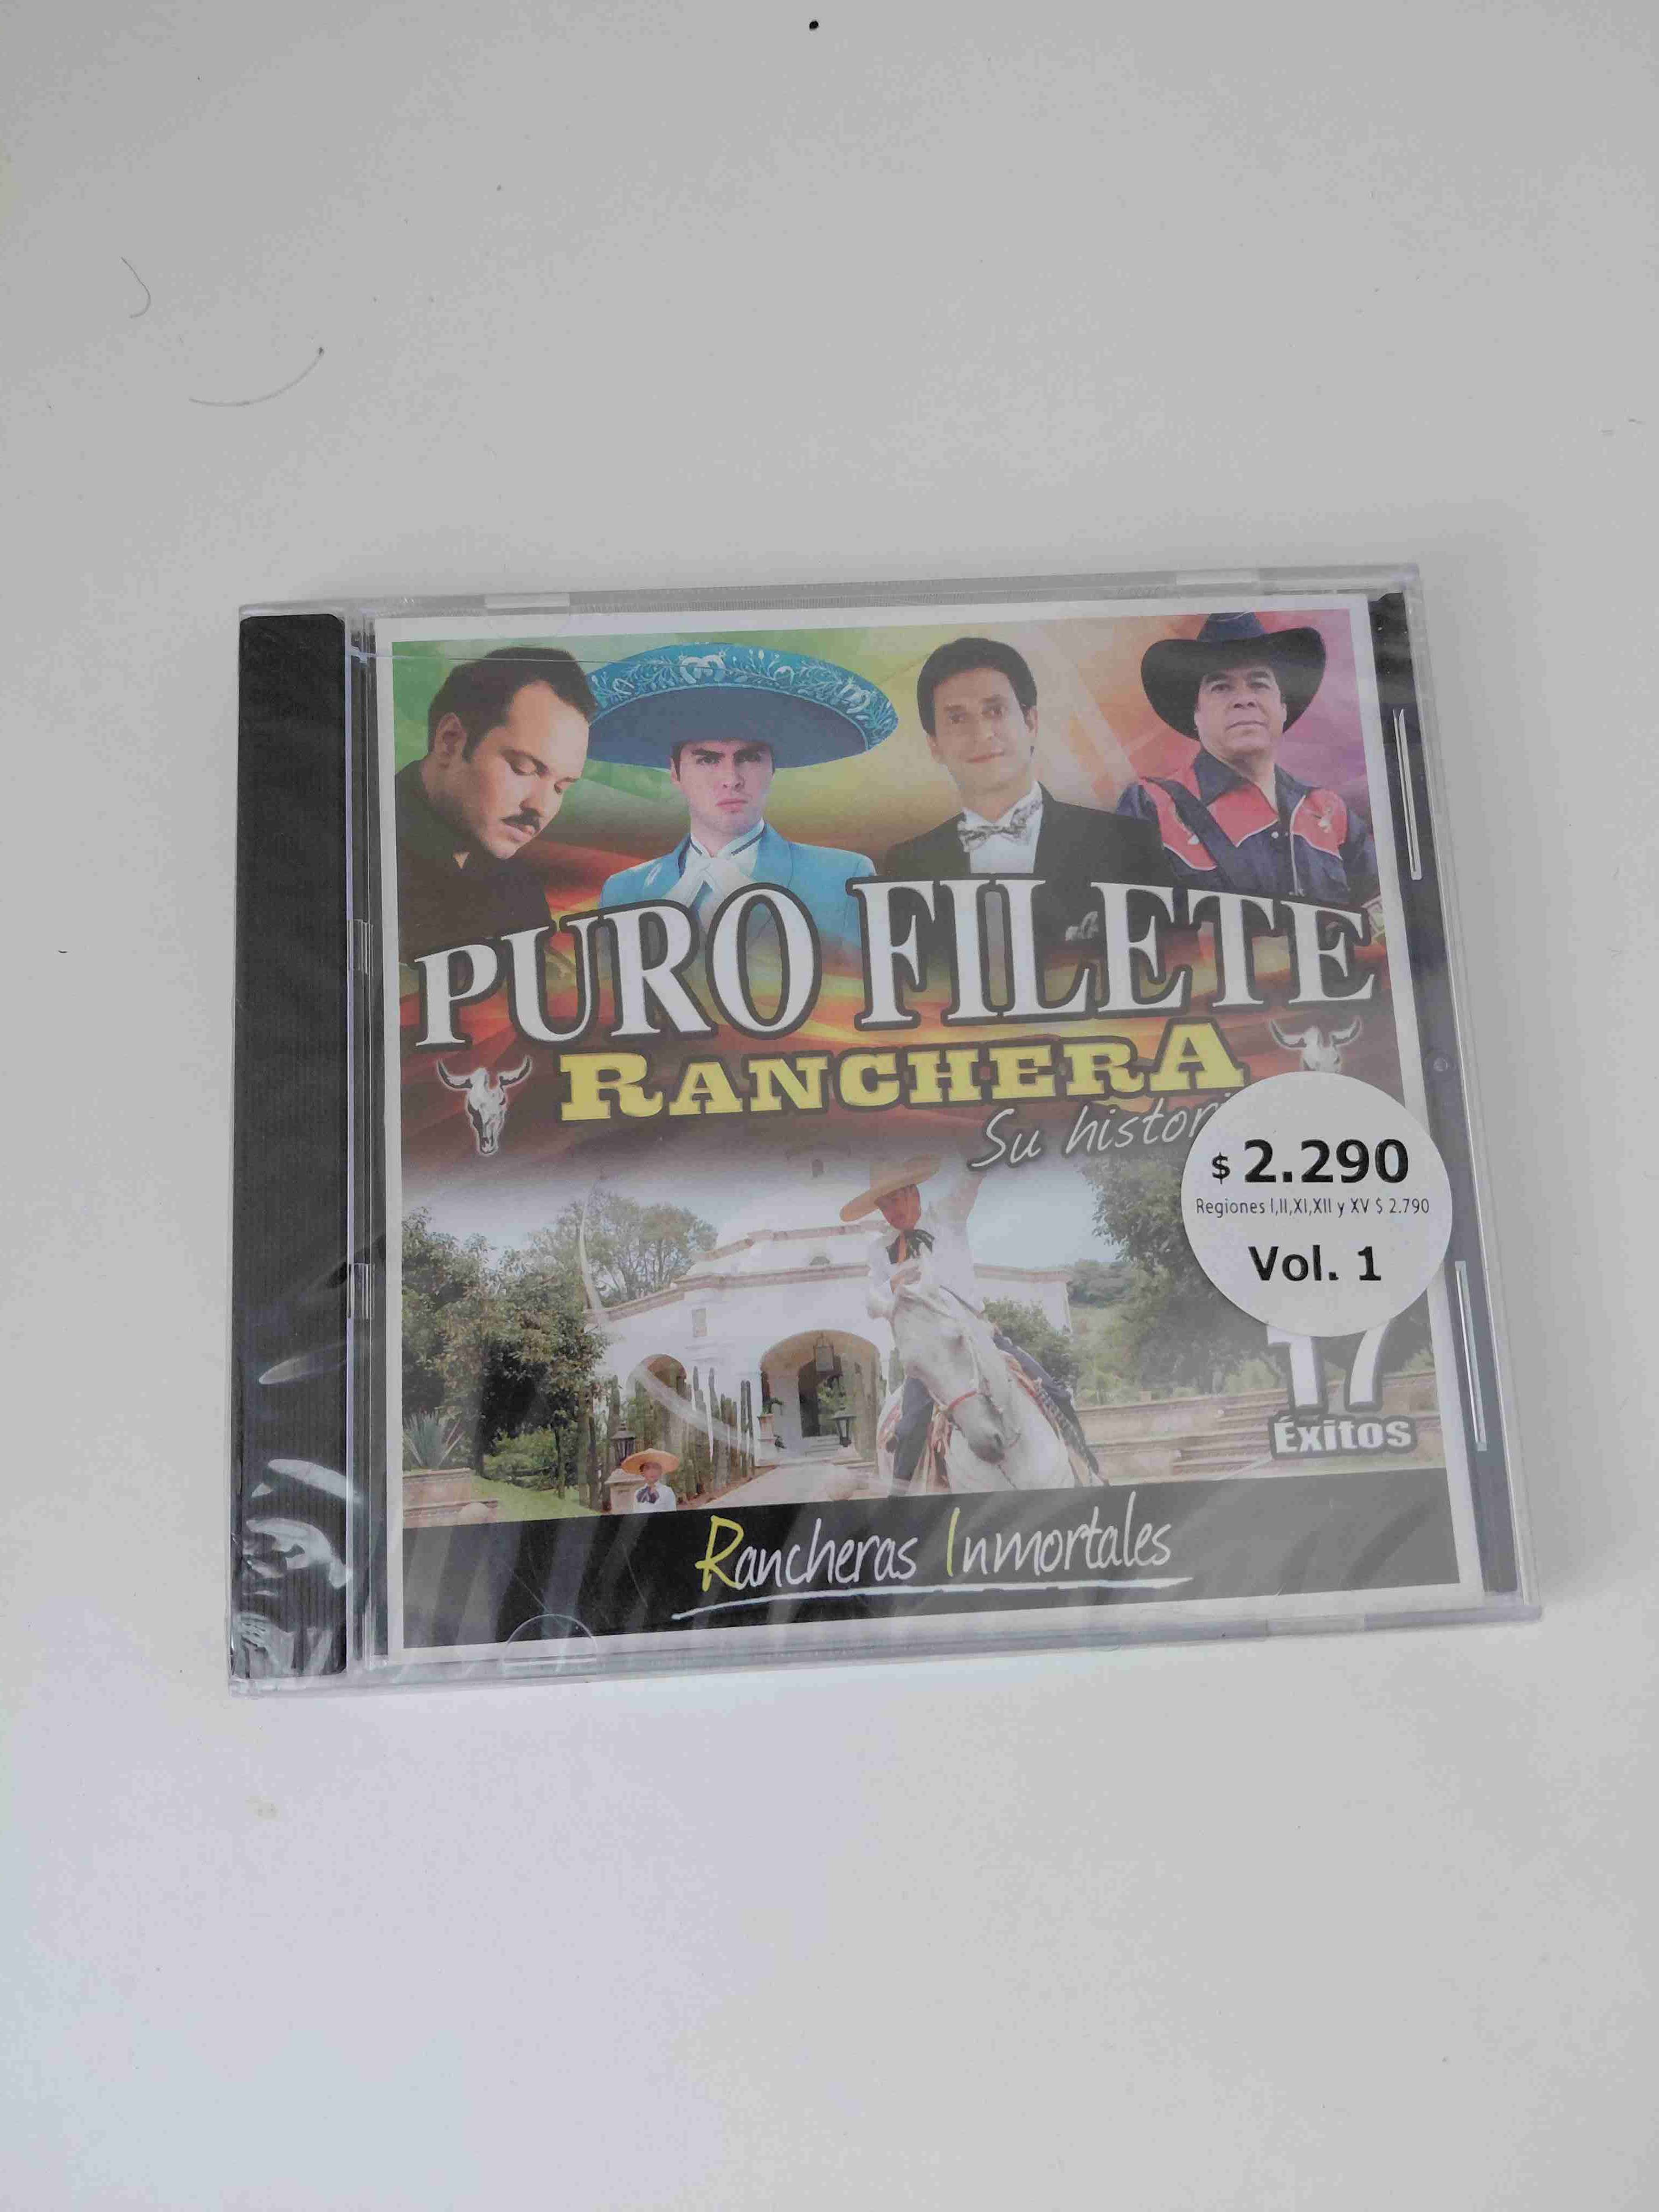 PURO FILETE
RANCHERA
Su histori
$ 2.290
Regiones I,II,XI,XII y XV $ 2.790
Vol. 1
17
Éxitos
Rancheras Inmortales